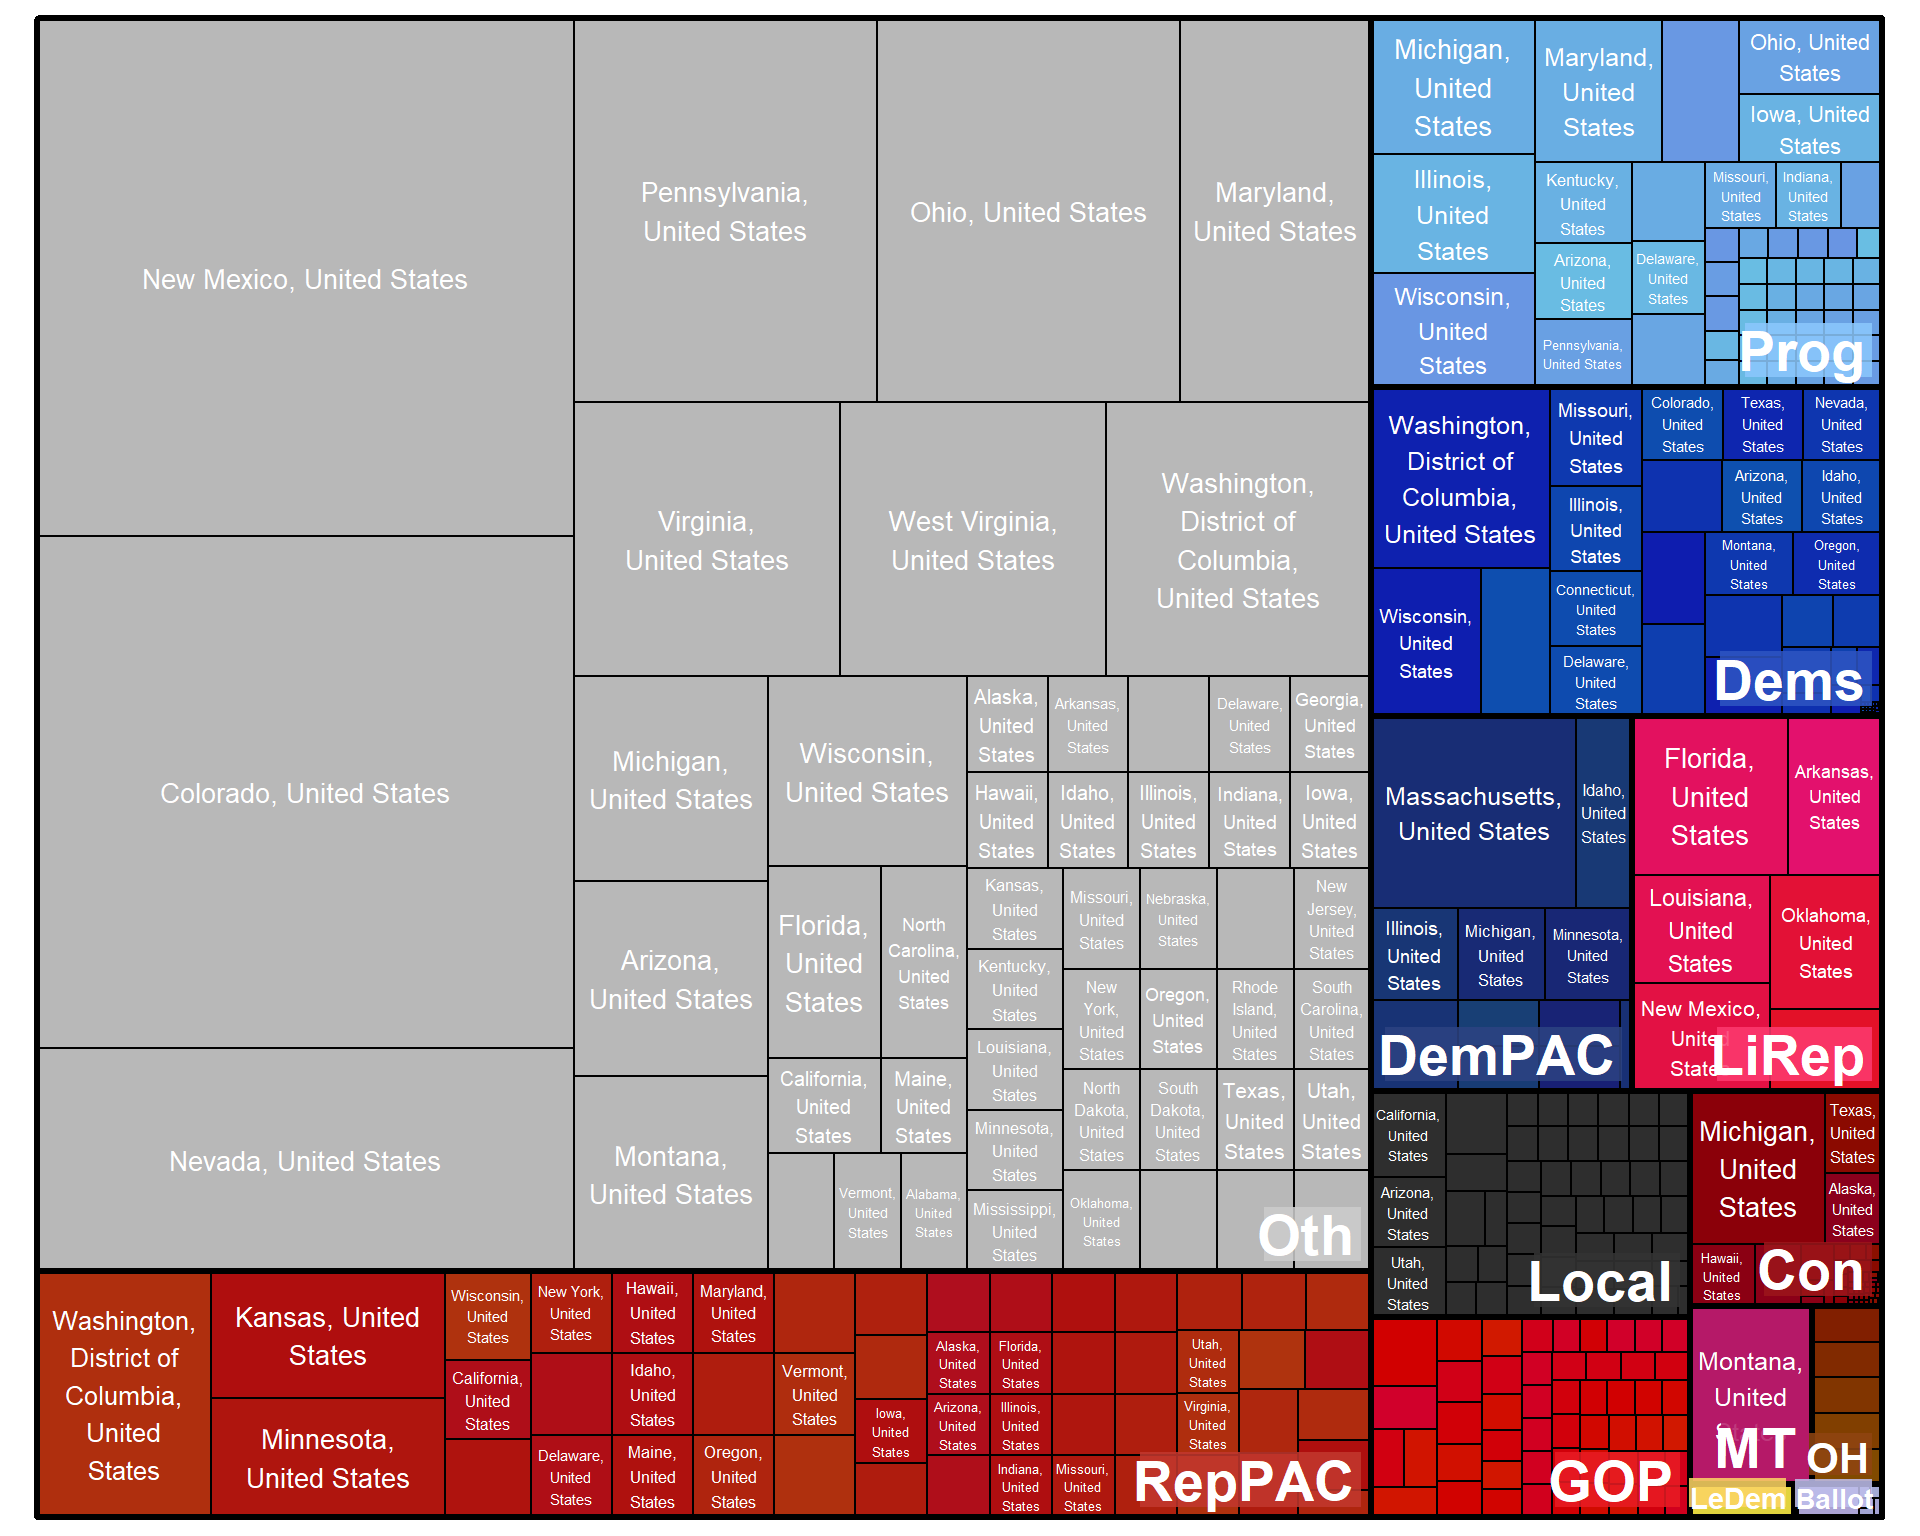 New Mexico, United States
Colorado, United States
Nevada, United States
Pennsylvania,
United States
Ohio, United States
Maryland,
United States
Virginia,
United States
West Virginia,
United States
Washington,
District of
Columbia,
United States
Michigan,
United States
Arizona,
United States
Montana,
United States
Wisconsin,
United States
Florida,
United
States
North
Carolina,
United
States
California,
United
States
Maine,
United
States
Vermont,
United
States
Alabama,
United
States
Alaska,
United
States
Arkansas,
United
States
Delaware,
United
States
Georgia,
United
States
Hawaii,
United
States
Idaho,
United
States
Illinois,
United
States
Indiana,
United
States
Iowa,
United
States
Kansas,
United
States
Kentucky,
United
States
Louisiana,
United
States
Minnesota,
United
States
Mississippi,
United
States
Missouri,
United
States
Nebraska,
United
States
New
Jersey,
United
States
New
York,
United
States
Oregon,
United
States
Rhode
Island,
United
States
South
Carolina,
United
States
North
Dakota,
United
States
South
Dakota,
United
States
Texas,
United
States
Utah,
United
States
Oklahoma,
United
States
Oth
Washington,
District of
Columbia,
United
States
Kansas, United
States
Minnesota,
United States
Wisconsin,
United
States
California,
United
States
New York,
United
States
Delaware,
United
States
Hawaii,
United
States
Idaho,
United
States
Maine,
United
States
Maryland,
United
States
Oregon,
United
States
Vermont,
United
States
Iowa,
United
States
Alaska,
United
States
Arizona,
United
States
Florida,
United
States
Illinois,
United
States
Indiana,
United
States
Missouri,
United
States
Utah,
United
States
Virginia,
United
States
RepPAC
Michigan,
United
States
Illinois,
United
States
Wisconsin,
United
States
Maryland,
United
States
Ohio, United
States
Iowa, United
States
Kentucky,
United
States
Arizona,
United
States
Pennsylvania,
United States
Delaware,
United
States
Missouri,
United
States
Indiana,
United
States
Prog
Washington,
District of
Columbia,
United States
Wisconsin,
United
States
Missouri,
United
States
Illinois,
United
States
Connecticut,
United
States
Delaware,
United
States
Colorado,
United
States
Texas,
United
States
Nevada,
United
States
Arizona,
United
States
Idaho,
United
States
Montana,
United
States
Oregon,
United
States
Dems
Massachusetts,
United States
Idaho,
United
States
Illinois,
United
States
Michigan,
United
States
Minnesota,
United
States
DemPAC
Florida,
United
States
Arkansas,
United
States
Louisiana,
United
States
Oklahoma,
United
States
New Mexico,
United
States
LiRep
California,
United
States
Arizona,
United
States
Utah,
United
States
Local
Michigan,
United
States
Texas,
United
States
Alaska,
United
States
Hawaii,
United
States
Con
GOP
Montana,
United
States
MT
OH
LeDem
Ballot